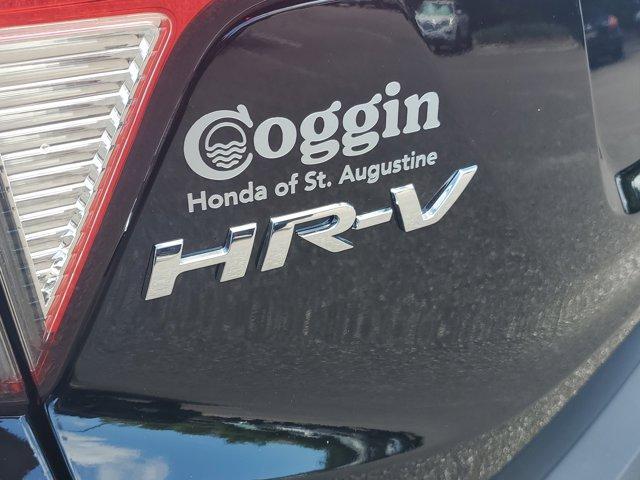 Coggin
Honda of St. Augustine
HR-V